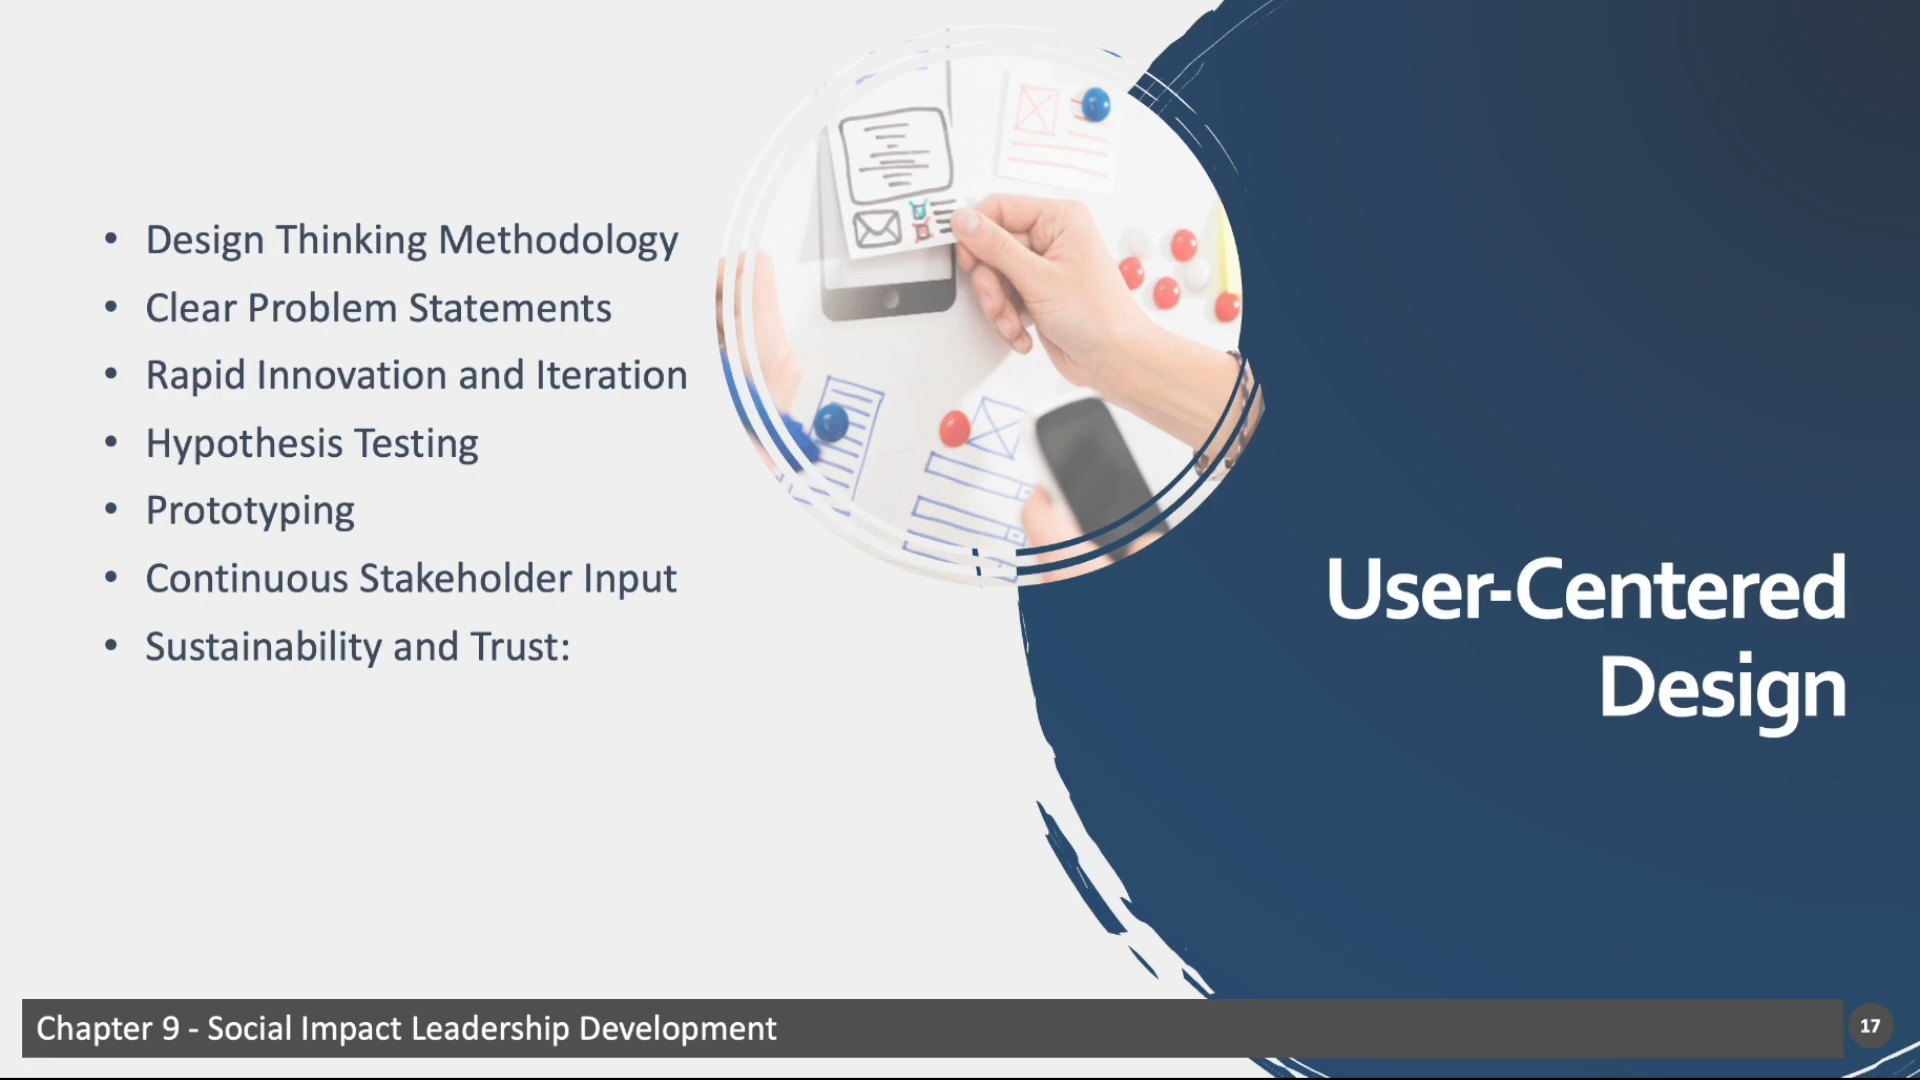 • Design Thinking Methodology
• Clear Problem Statements
• Rapid Innovation and Iteration
• Hypothesis Testing
• Prototyping
• Continuous Stakeholder Input
• Sustainability and Trust:
User-Centered
Design
Chapter 9 - Social Impact Leadership Development
17